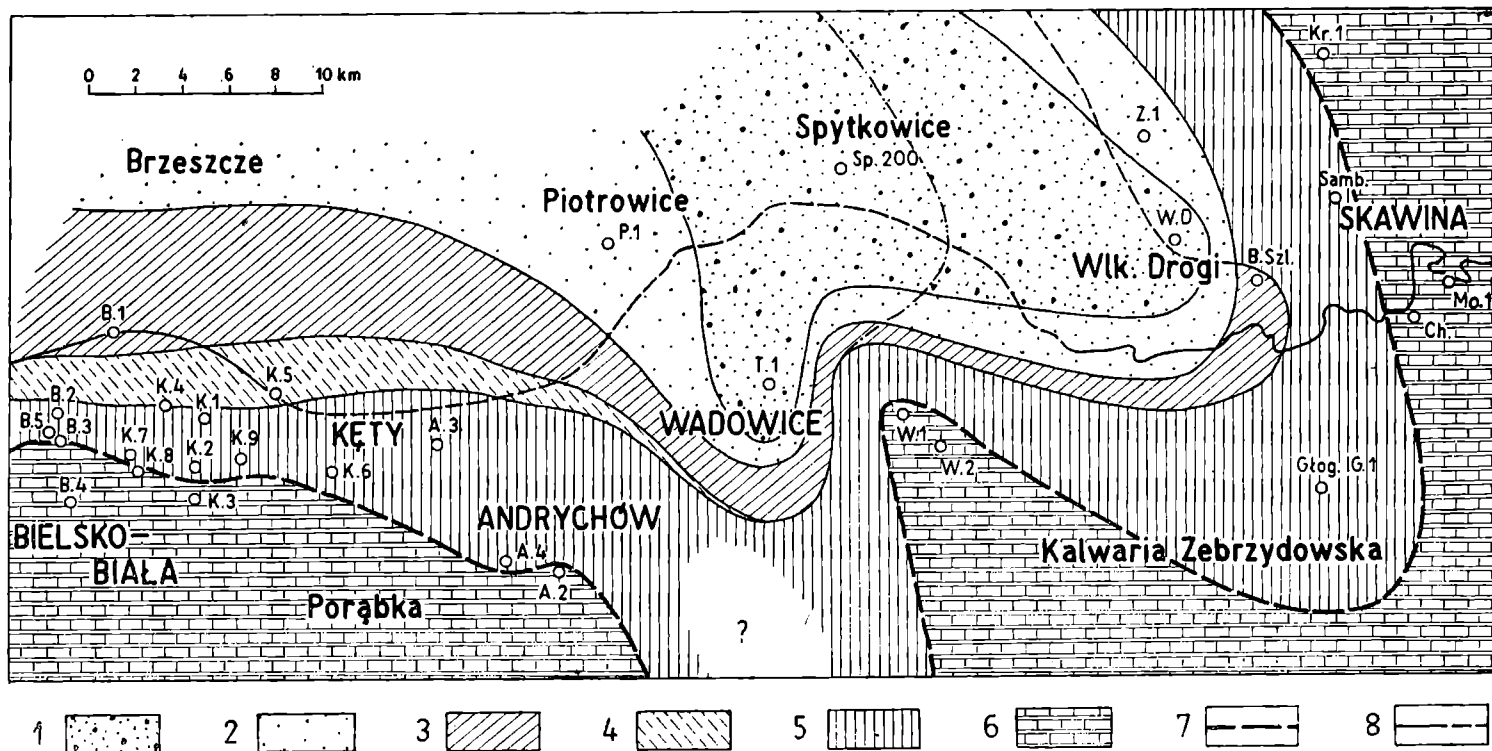 Kr.1
0 2 4 6 8 10 km
Z.1
Spytkowice
Brzeszcze
Sp. 200
Samb.
Piotrowice
SKAWINA
P.1
W.D
Wlk. Drogi
B.Szl.
Mo.1
Ch.
B.1
T.1
K.5
K.4
B.2
K.1
WADOWICE
W.1
B.5
B.3
KĘTY
A.3
W.2
K.7
K.9
K.2
K.8
K.6
Głog. IG.1
B.4
K.3
ANDRYCHÓW
BIELSKO-
BIAŁA
Kalwaria Zebrzydowska
A.4
A.2
Porąbka
?
1 2 3 4 5 6 7 8